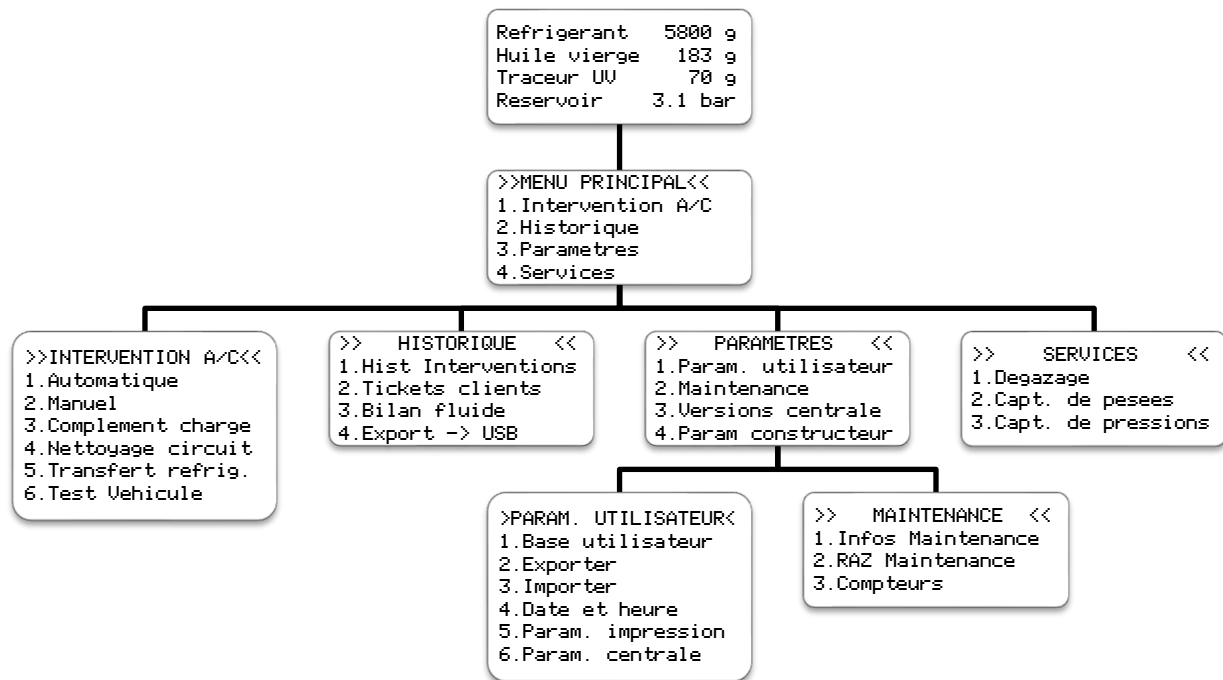 Refrigerant 5800 g
Huile vierge 183 g
Traceur UV 70 g
Reservoir 3.1 bar
>>MENU PRINCIPAL<<
1.Intervention A/C
2.Historique
3.Parametres
4.Services
>>INTERVENTION A/C<<
1.Automatique
2.Manuel
3.Complement charge
4.Nettoyage circuit
5.Transfert refrig.
6.Test Vehicule
>> HISTORIQUE <<
1.Hist Interventions
2.Tickets clients
3.Bilan fluide
4.Export -> USB
>> PARAMETRES <<
1.Param. utilisateur
2.Maintenance
3.Versions centrale
4.Param constructeur
>> SERVICES <<
1.Degazage
2.Capt. de pesees
3.Capt. de pressions
>PARAM. UTILISATEUR<
1.Base utilisateur
2.Exporter
3.Importer
4.Date et heure
5.Param. impression
6.Param. centrale
>> MAINTENANCE <<
1.Infos Maintenance
2.RAZ Maintenance
3.Compteurs